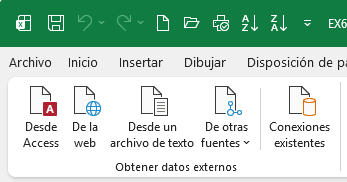 EX6
Archivo Inicio Insertar Dibujar Disposición de pá
Desde Access
De la web
Desde un archivo de texto
De otras fuentes
Conexiones existentes
Obtener datos externos